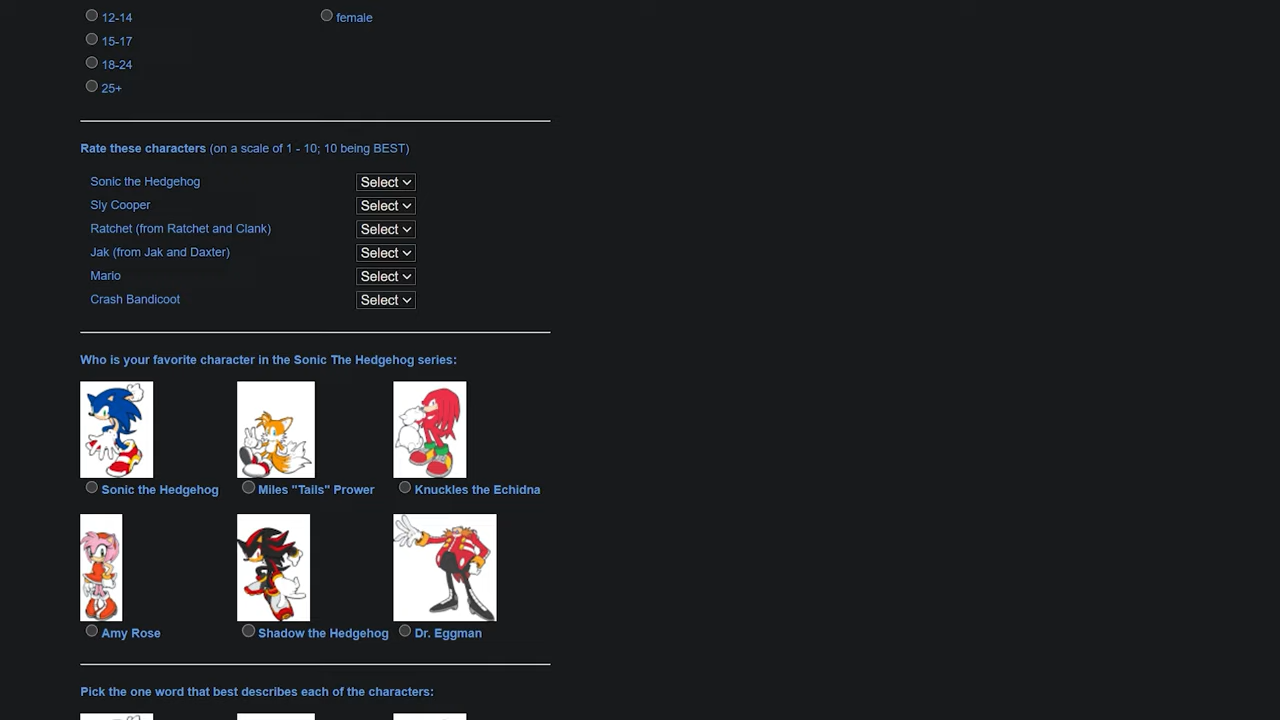 12-14 female
15-17
18-24
25+
Rate these characters (on a scale of 1 - 10; 10 being BEST)
Sonic the Hedgehog Select
Sly Cooper Select
Ratchet (from Ratchet and Clank) Select
Jak (from Jak and Daxter) Select
Mario Select
Crash Bandicoot Select
Who is your favorite character in the Sonic The Hedgehog series:
Sonic the Hedgehog Miles "Tails" Prower Knuckles the Echidna
Amy Rose Shadow the Hedgehog Dr. Eggman
Pick the one word that best describes each of the characters: